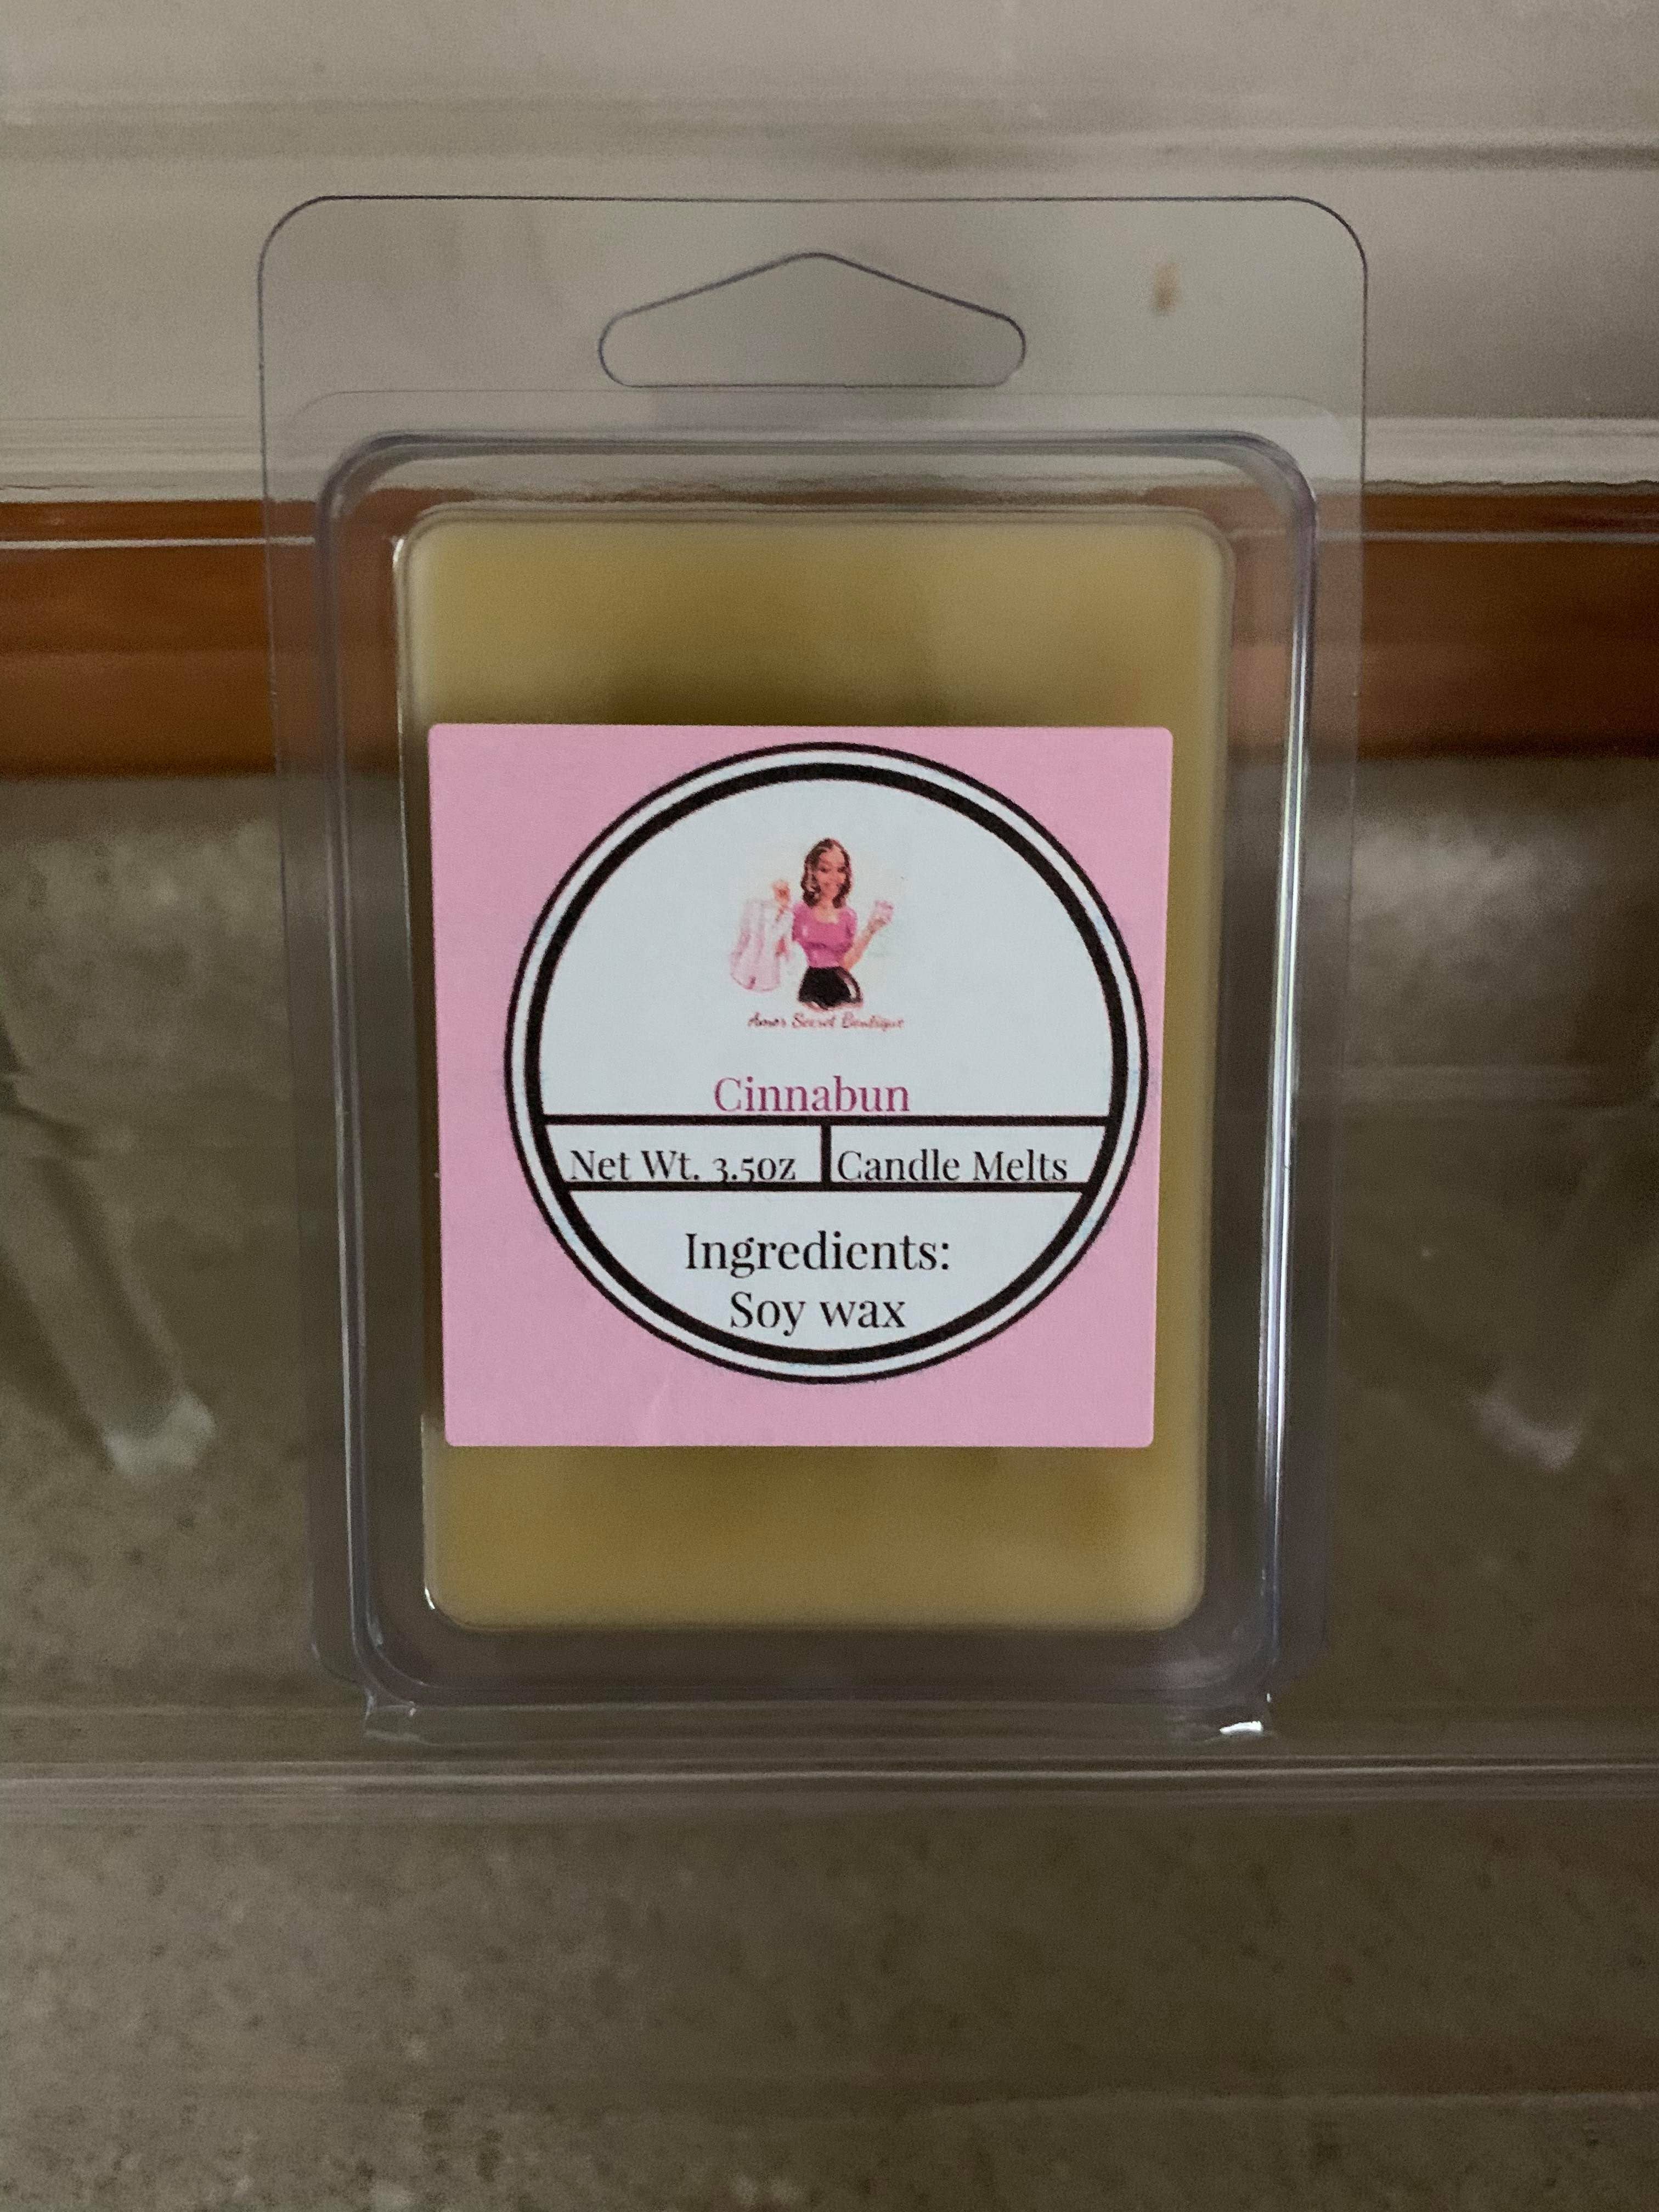 Amor Secret Boutique
Cinnabun
Net Wt. 3.5oz
Candle Melts
Ingredients:
Soy wax